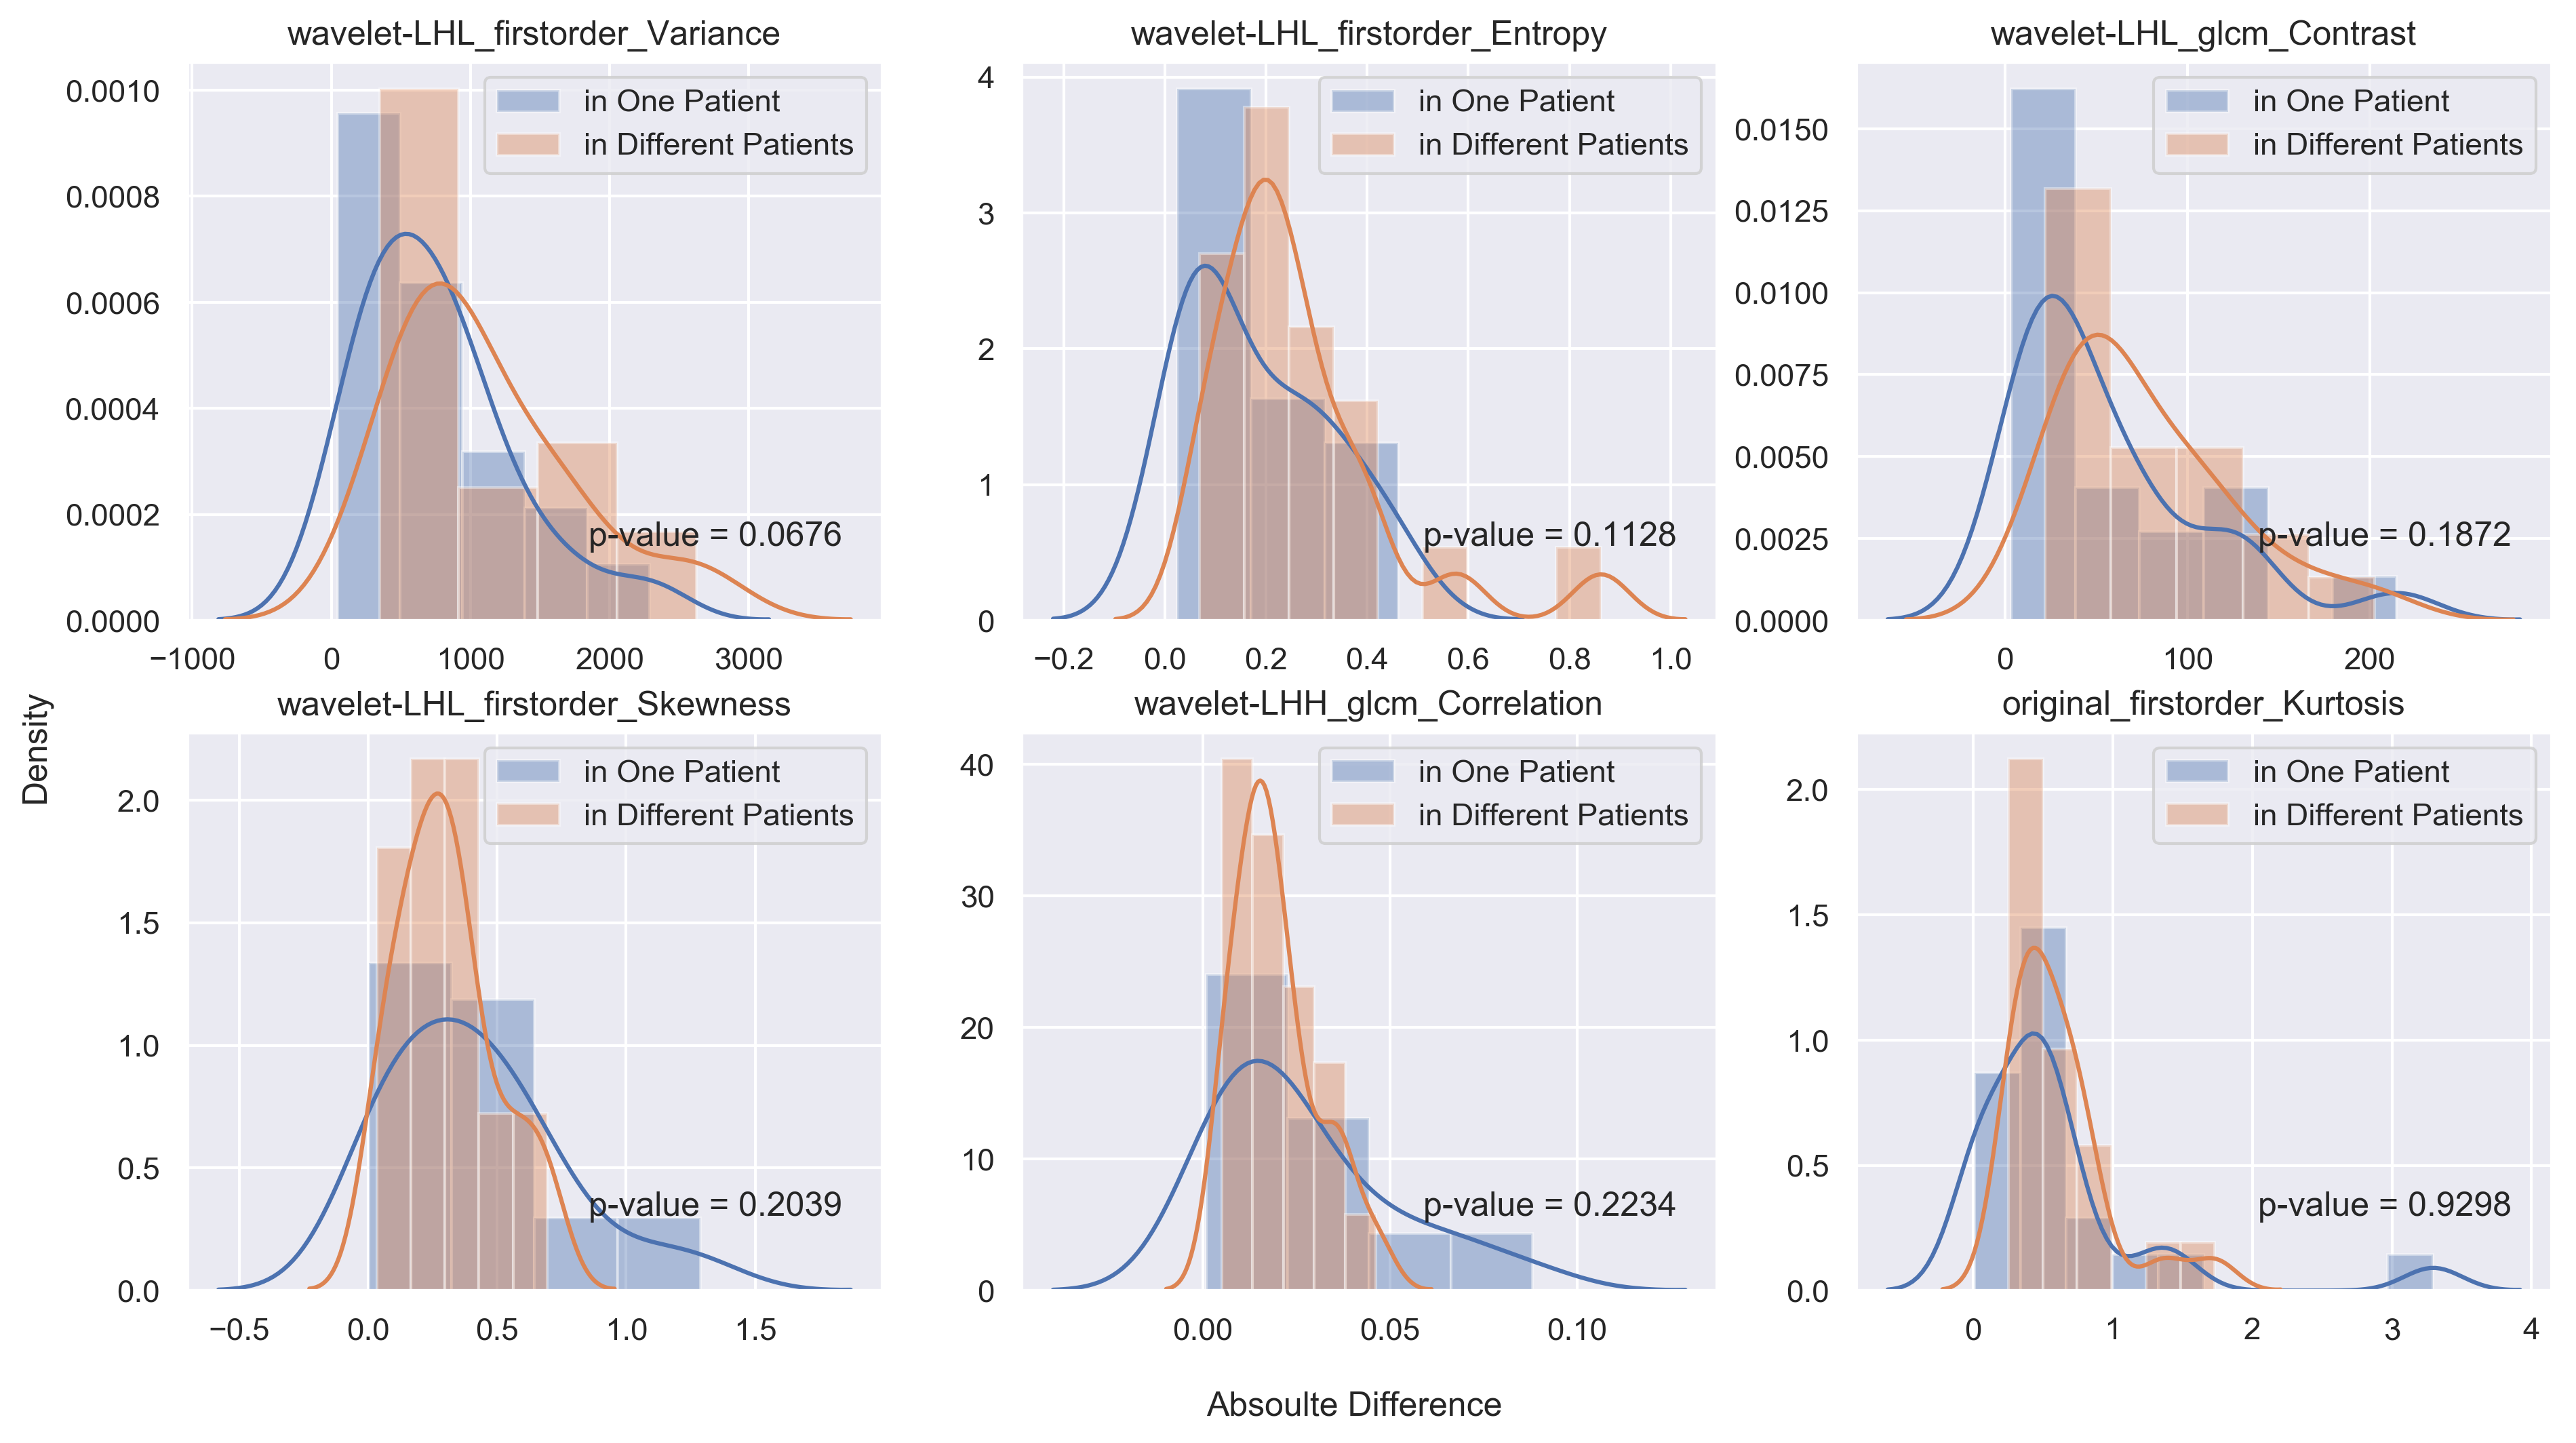 wavelet-LHL_firstorder_Variance
0.0010
0.0008
0.0006
0.0004
0.0002
0.0000
−1000 0 1000 2000 3000
in One Patient
in Different Patients
p-value = 0.0676
wavelet-LHL_firstorder_Entropy
4
3
2
1
0
−0.2 0.0 0.2 0.4 0.6 0.8 1.0
in One Patient
in Different Patients
p-value = 0.1128
wavelet-LHL_glcm_Contrast
0.0150
0.0125
0.0100
0.0075
0.0050
0.0025
0.0000
0 100 200
in One Patient
in Different Patients
p-value = 0.1872
Density
wavelet-LHL_firstorder_Skewness
2.0
1.5
1.0
0.5
0.0
−0.5 0.0 0.5 1.0 1.5
in One Patient
in Different Patients
p-value = 0.2039
wavelet-LHH_glcm_Correlation
40
30
20
10
0
0.00 0.05 0.10
in One Patient
in Different Patients
p-value = 0.2234
original_firstorder_Kurtosis
2.0
1.5
1.0
0.5
0.0
0 1 2 3 4
in One Patient
in Different Patients
p-value = 0.9298
Absoulte Difference